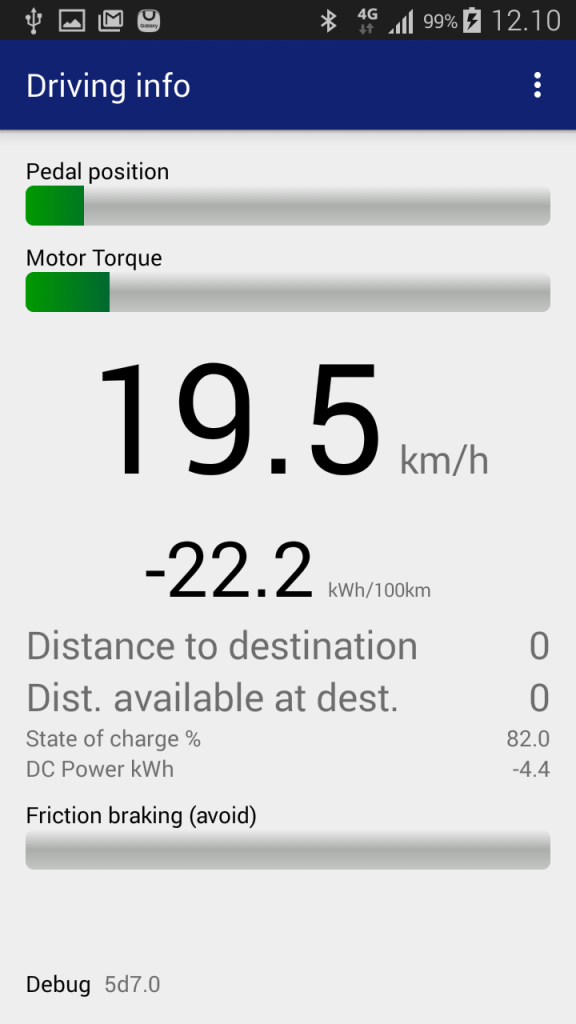 4G 99% 12.10
Driving info
Pedal position
Motor Torque
19.5 km/h
-22.2 kWh/100km
Distance to destination 0
Dist. available at dest. 0
State of charge % 82.0
DC Power kWh -4.4
Friction braking (avoid)
Debug 5d7.0